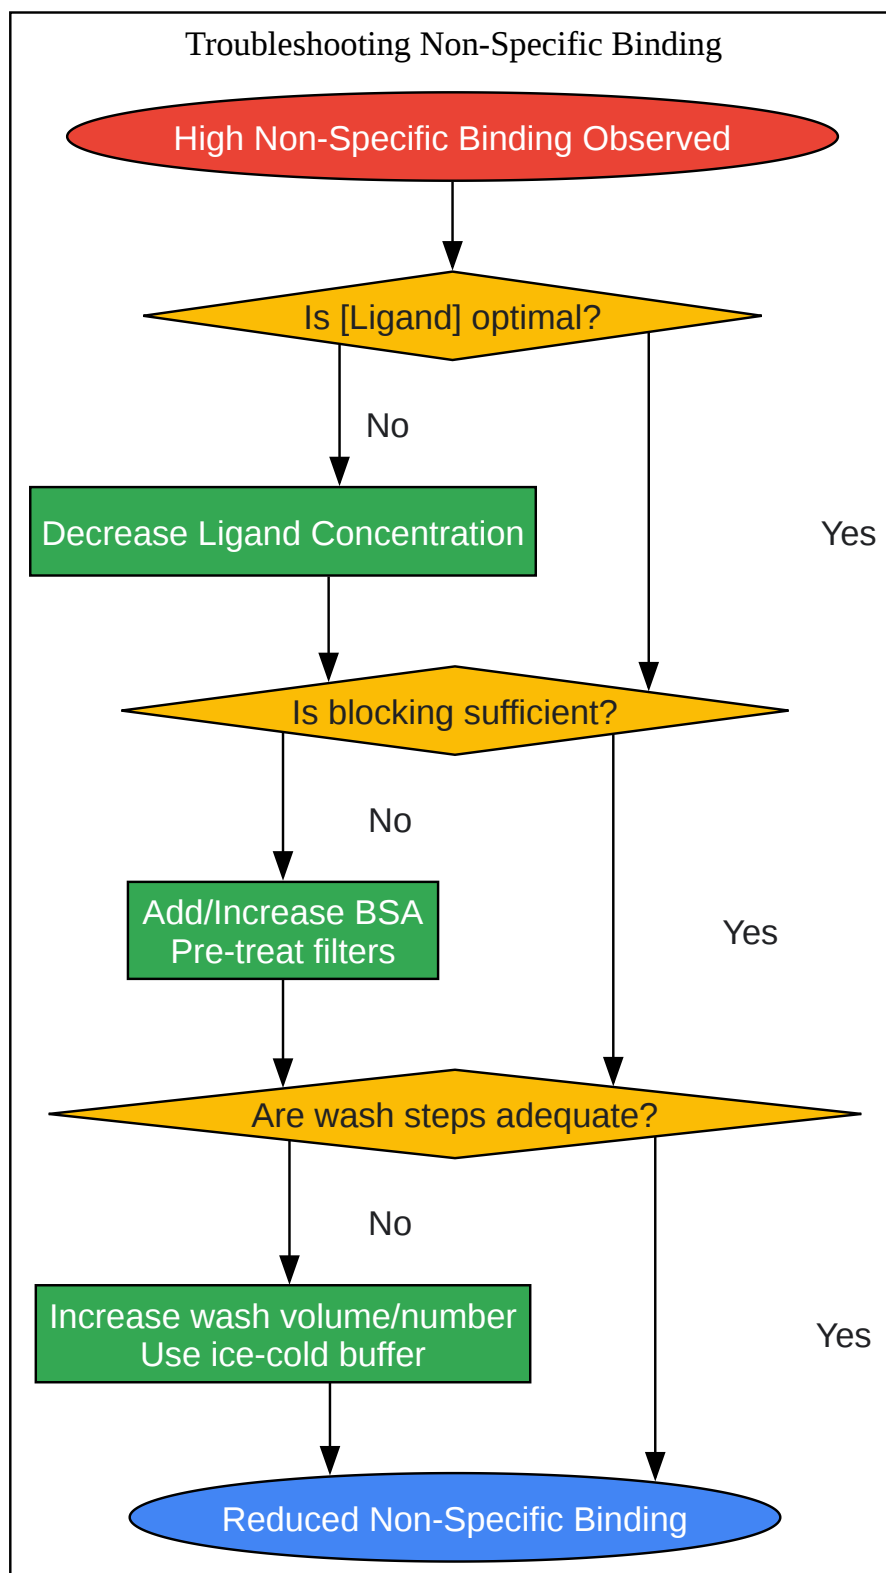 Troubleshooting Non-Specific Binding
High Non-Specific Binding Observed
Is [Ligand] optimal?
No
Decrease Ligand Concentration
Yes
Is blocking sufficient?
No
Add/Increase BSA
Pre-treat filters
Yes
Are wash steps adequate?
No
Increase wash volume/number
Use ice-cold buffer
Yes
Reduced Non-Specific Binding